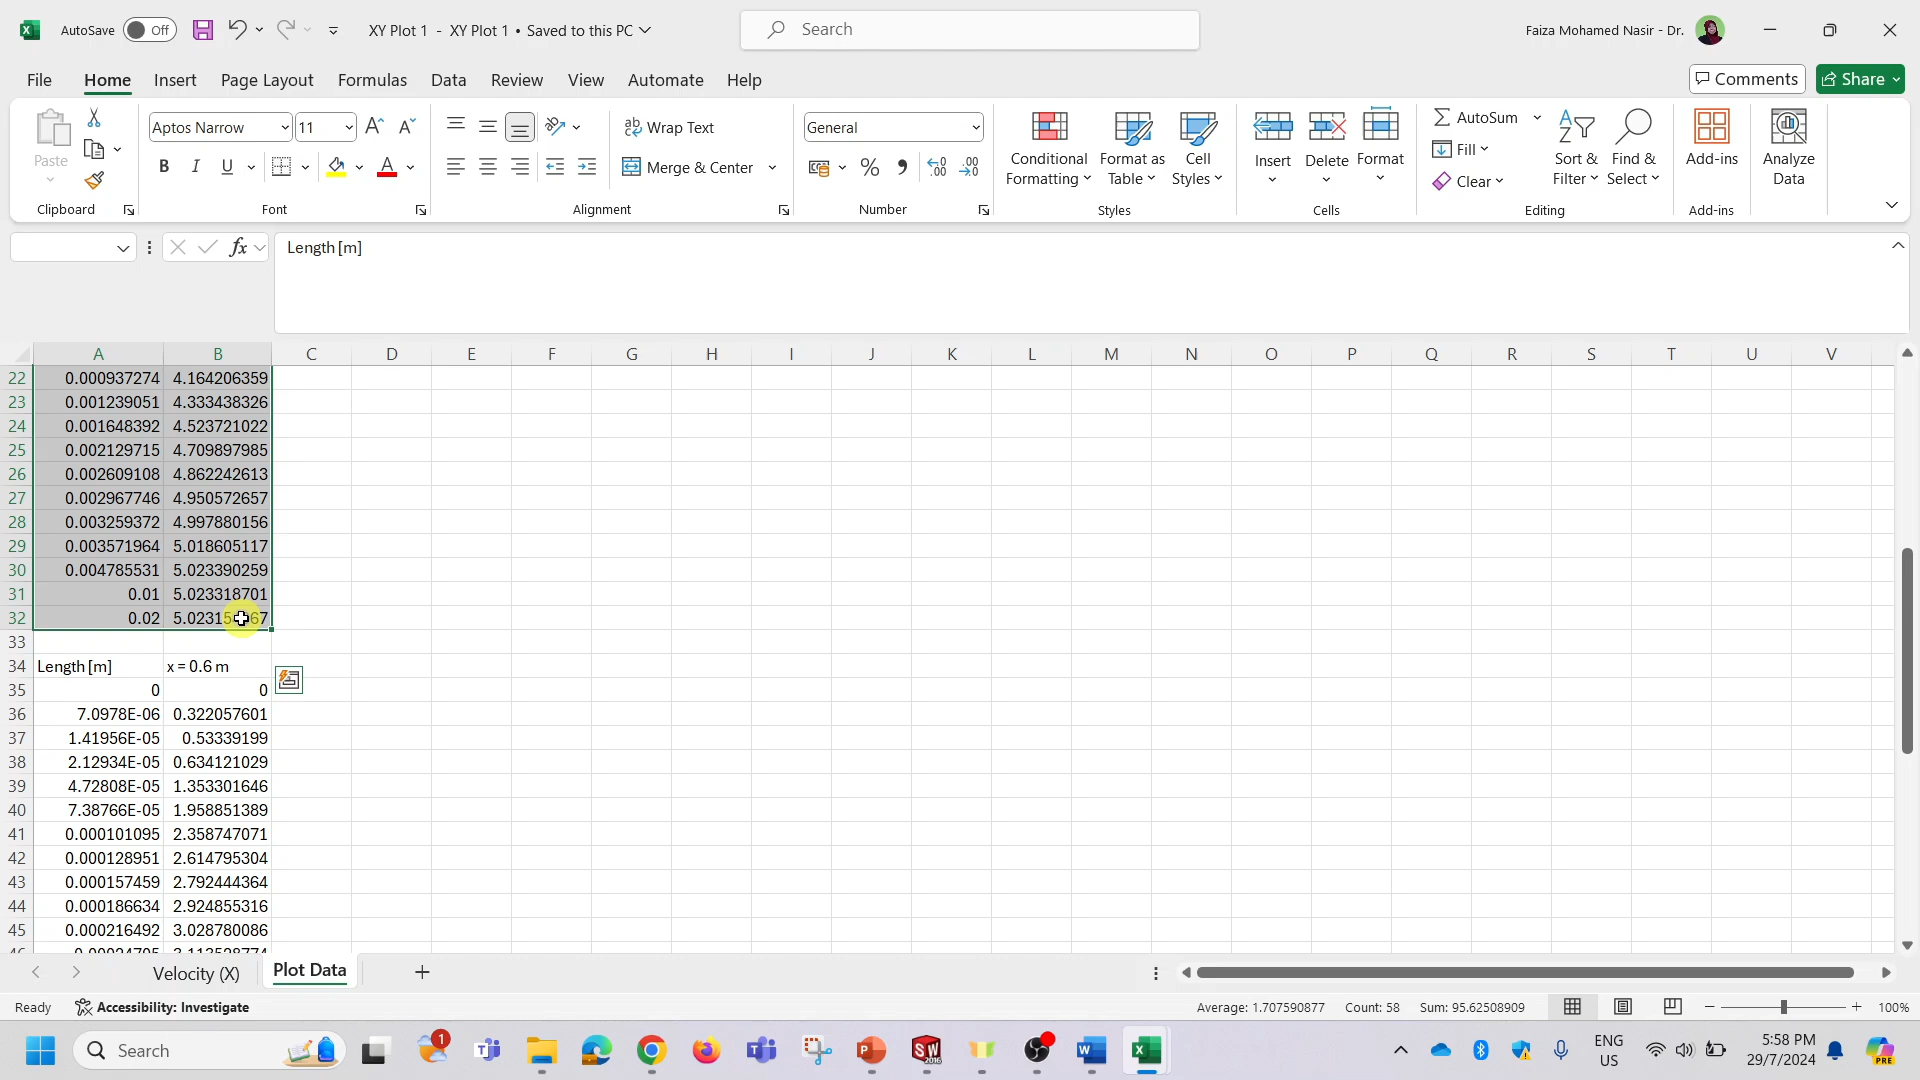 AutoSave Off XY Plot 1 - XY Plot 1 • Saved to this PC Search Faiza Mohamed Nasir - Dr.
File Home Insert Page Layout Formulas Data Review View Automate Help Comments Share
Paste Aptos Narrow 11 B I U A Wrap Text Merge & Center General
Conditional Formatting Format as Table Cell Styles Insert Delete Format
AutoSum Fill Clear Sort & Filter Find & Select Add-ins Analyze Data
Clipboard Font Alignment Number Styles Cells Editing Add-ins
fx Length [m]
A B C D E F G H I J K L M N O P Q R S T U V
22 0.000937274 4.164206359
23 0.001239051 4.333438326
24 0.001648392 4.523721022
25 0.002129715 4.709897985
26 0.002609108 4.862242613
27 0.002967746 4.950572657
28 0.003259372 4.997880156
29 0.003571964 5.018605117
30 0.004785531 5.023390259
31 0.01 5.023318701
32 0.02
33
34 Length [m] x = 0.6 m
35 0 0
36 7.0978E-06 0.322057601
37 1.41956E-05 0.53339199
38 2.12934E-05 0.634121029
39 4.72808E-05 1.353301646
40 7.38766E-05 1.958851389
41 0.000101095 2.358747071
42 0.000128951 2.614795304
43 0.000157459 2.792444364
44 0.000186634 2.924855316
45 0.000216492 3.028780086
Velocity (X) Plot Data
Ready Accessibility: Investigate Average: 1.707590877 Count: 58 Sum: 95.62508909 100%
Search 1 SW 2016 ENG US 5:58 PM 29/7/2024 PRE